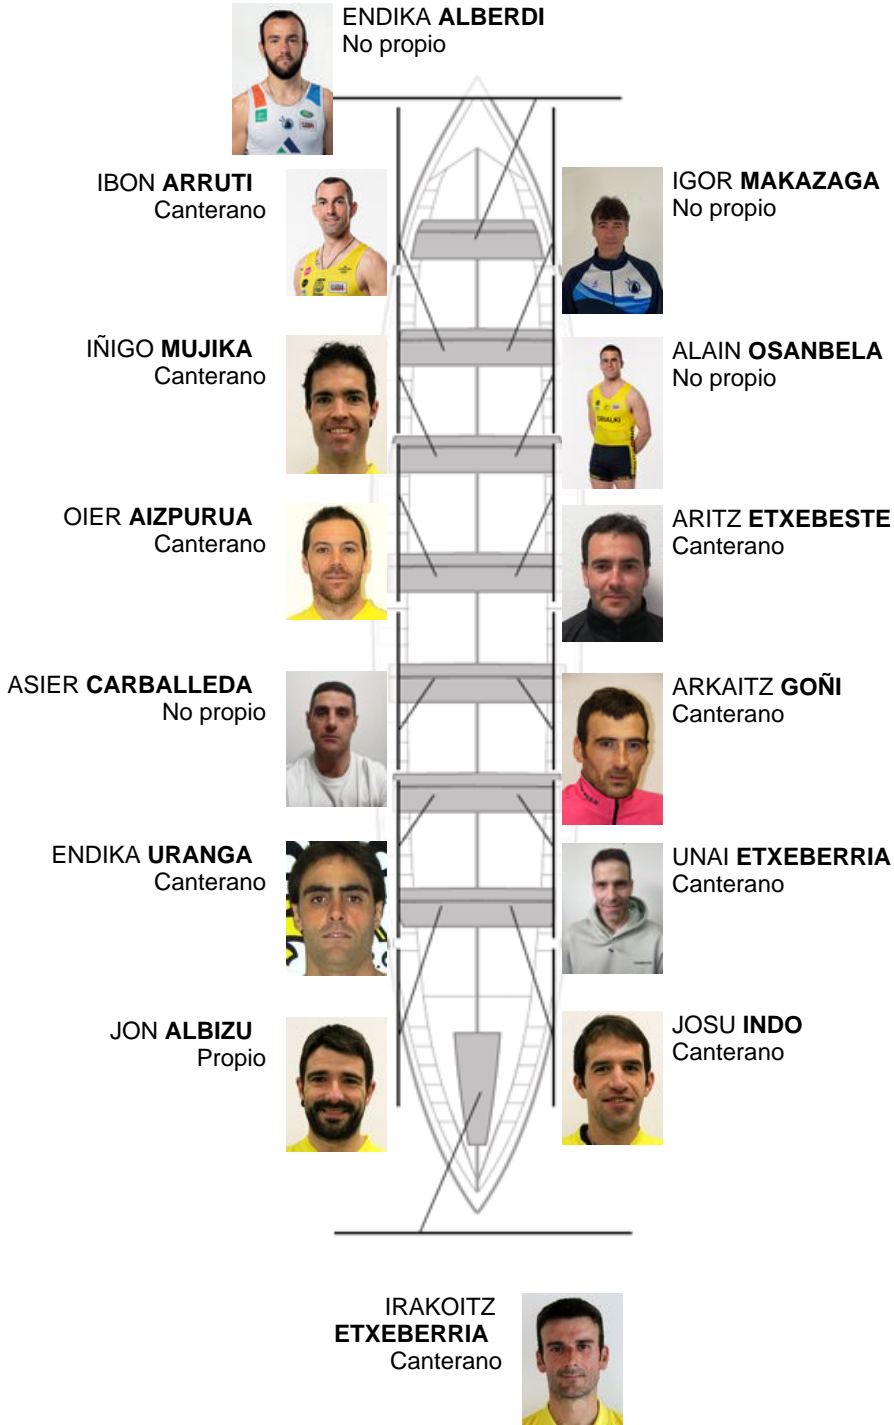 ENDIKA ALBERDI
No propio
IBON ARRUTI
Canterano
IGOR MAKAZAGA
No propio
IÑIGO MUJIKA
Canterano
ALAIN OSANBELA
No propio
OIER AIZPURUA
Canterano
ARITZ ETXEBESTE
Canterano
ASIER CARBALLEDA
No propio
ARKAITZ GOÑI
Canterano
ENDIKA URANGA
Canterano
UNAI ETXEBERRIA
Canterano
JON ALBIZU
Propio
JOSU INDO
Canterano
IRAKOITZ
ETXEBERRIA
Canterano